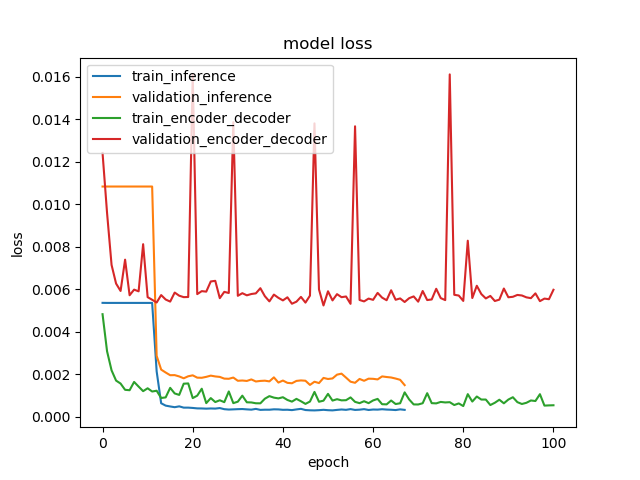 model loss
train_inference
validation_inference
train_encoder_decoder
validation_encoder_decoder
0.016
0.014
0.012
0.010
0.008
0.006
0.004
0.002
0.000
loss
0 20 40 60 80 100
epoch